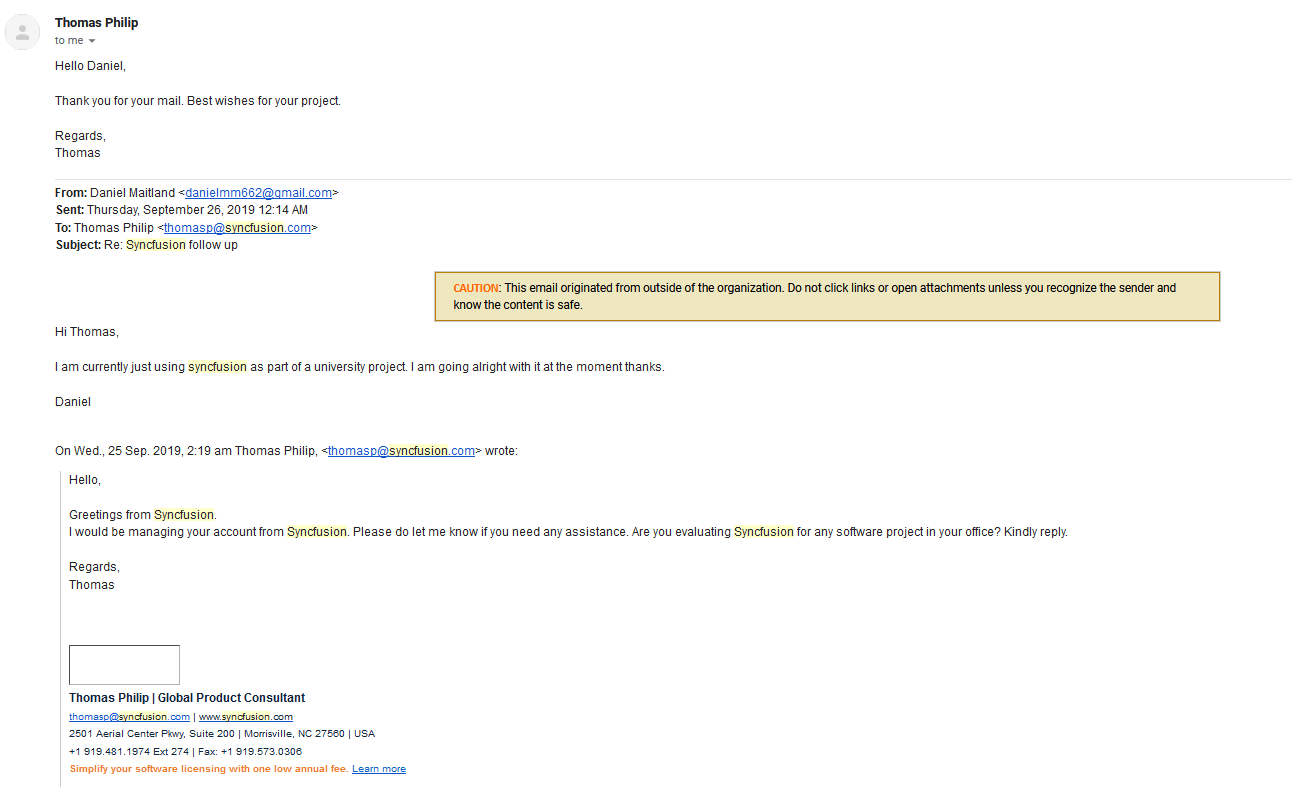 Thomas Philip
to me
Hello Daniel,
Thank you for your mail. Best wishes for your project.
Regards,
Thomas
From: Daniel Maitland <danielmm662@gmail.com>
Sent: Thursday, September 26, 2019 12:14 AM
To: Thomas Philip <thomasp@syncfusion.com>
Subject: Re: Syncfusion follow up
CAUTION: This email originated from outside of the organization. Do not click links or open attachments unless you recognize the sender and
know the content is safe.
Hi Thomas,
I am currently just using syncfusion as part of a university project. I am going alright with it at the moment thanks.
Daniel
On Wed., 25 Sep. 2019, 2:19 am Thomas Philip, <thomasp@syncfusion.com> wrote:
Hello,
Greetings from Syncfusion.
I would be managing your account from Syncfusion. Please do let me know if you need any assistance. Are you evaluating Syncfusion for any software project in your office? Kindly reply.
Regards,
Thomas
Thomas Philip | Global Product Consultant
thomasp@syncfusion.com | www.syncfusion.com
2501 Aerial Center Pkwy, Suite 200 | Morrisville, NC 27560 | USA
+1 919.481.1974 Ext 274 | Fax: +1 919.573.0306
Simplify your software licensing with one low annual fee. Learn more